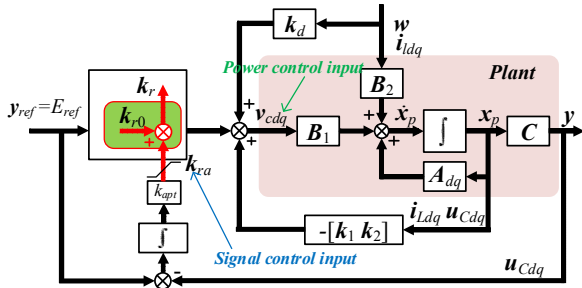 k_d
w
i_ldq
Power control input
B_2
Plant
k_r
y_ref=E_ref
k_r0
+
+
v_cdq
+
B_1
+
+
ẋ_p
∫
x_p
C
y
k_ra
A_dq
k_apt
i_Ldq u_Cdq
-[k_1 k_2]
∫
Signal control input
u_Cdq
-